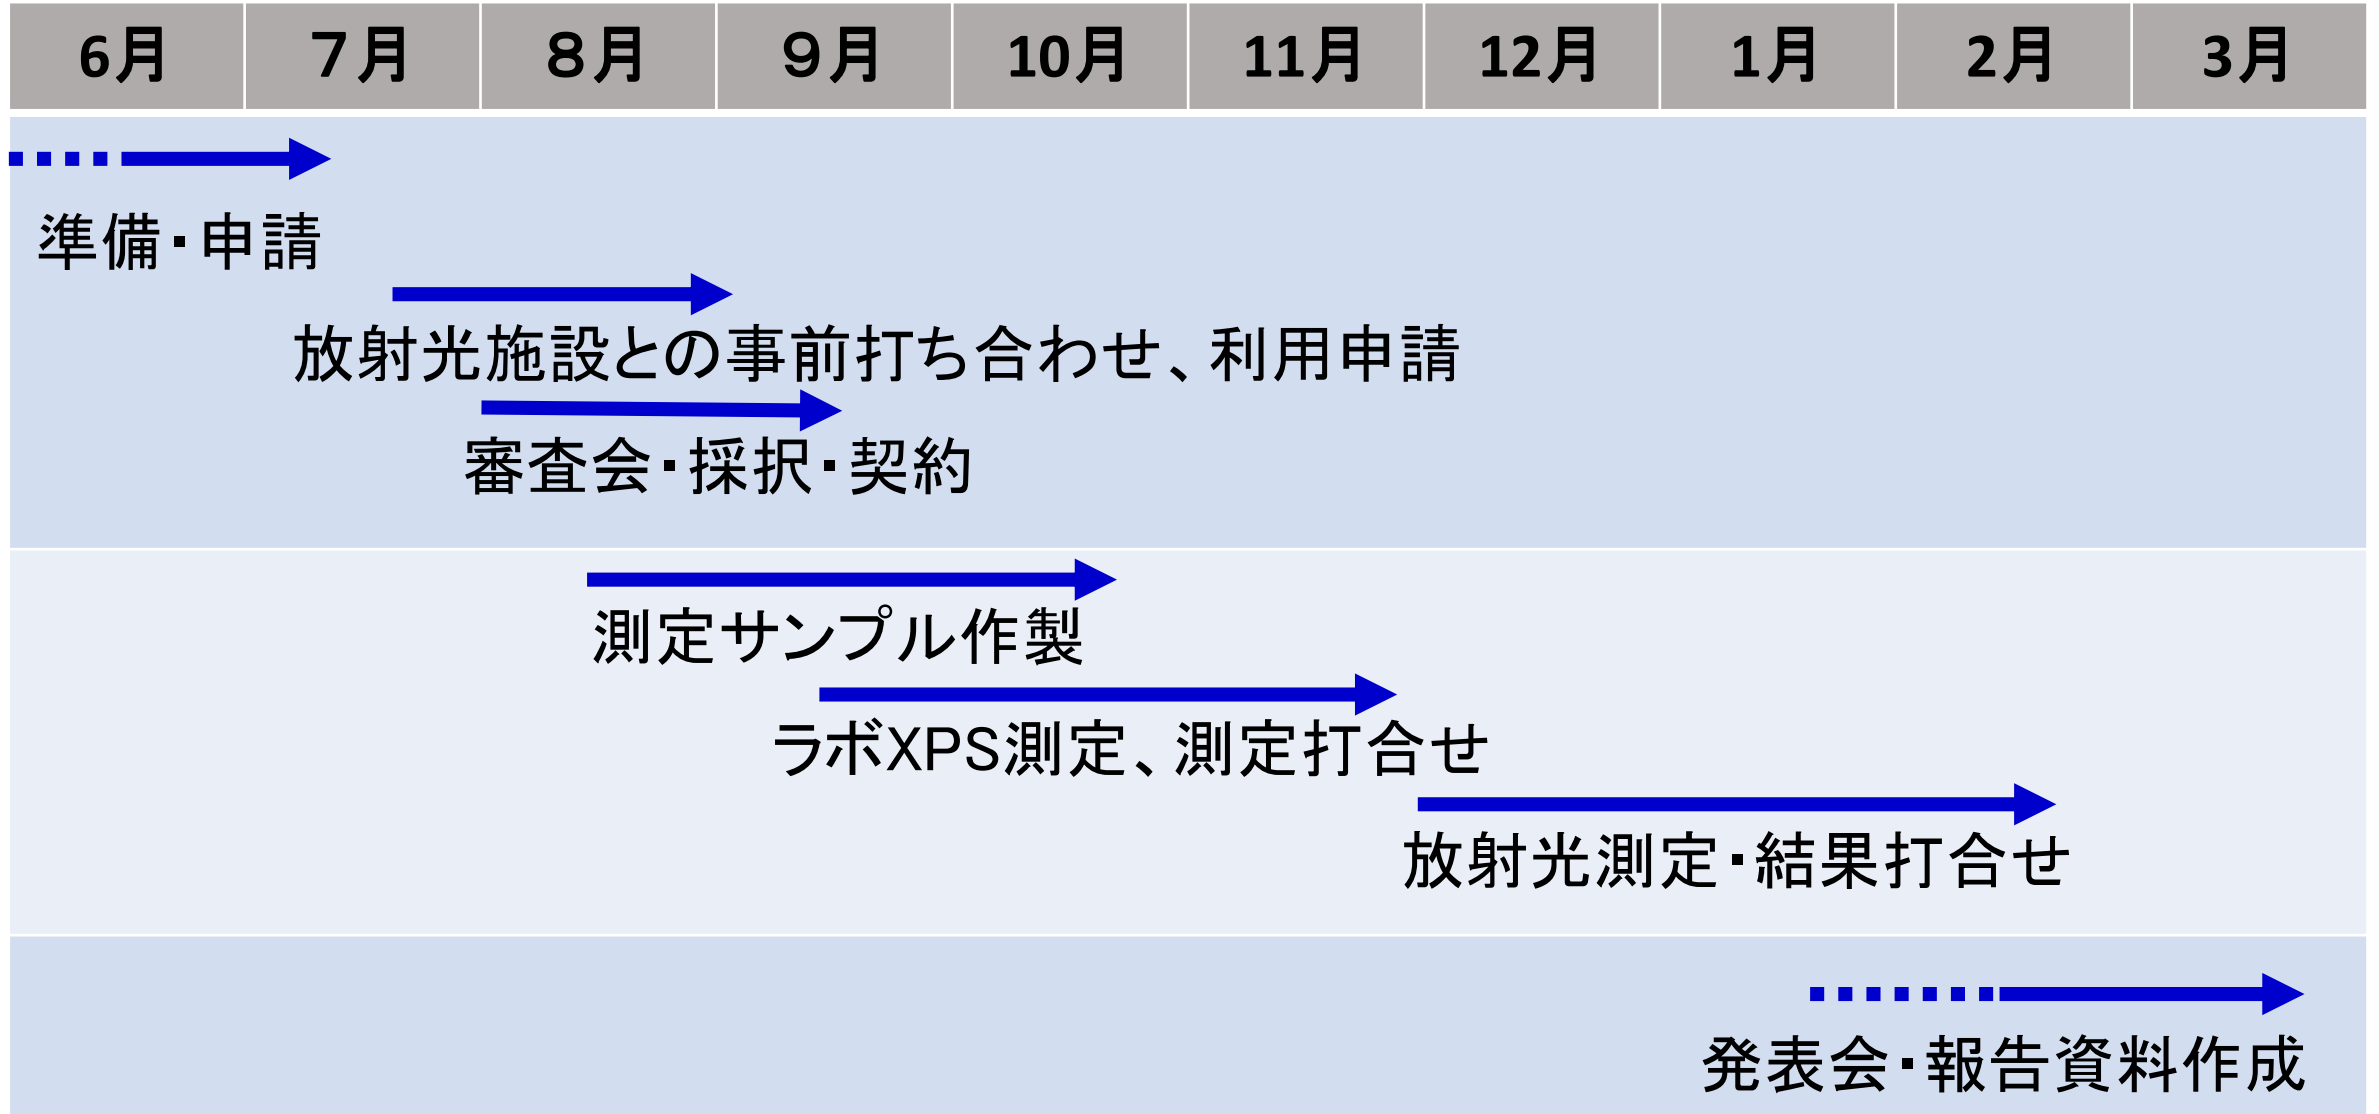 6月 ７月 ８月 ９月 10月 11月 12月 1月 2月 3月
準備・申請
放射光施設との事前打ち合わせ、利用申請
審査会・採択・契約
測定サンプル作製
ラボXPS測定、測定打合せ
放射光測定・結果打合せ
発表会・報告資料作成